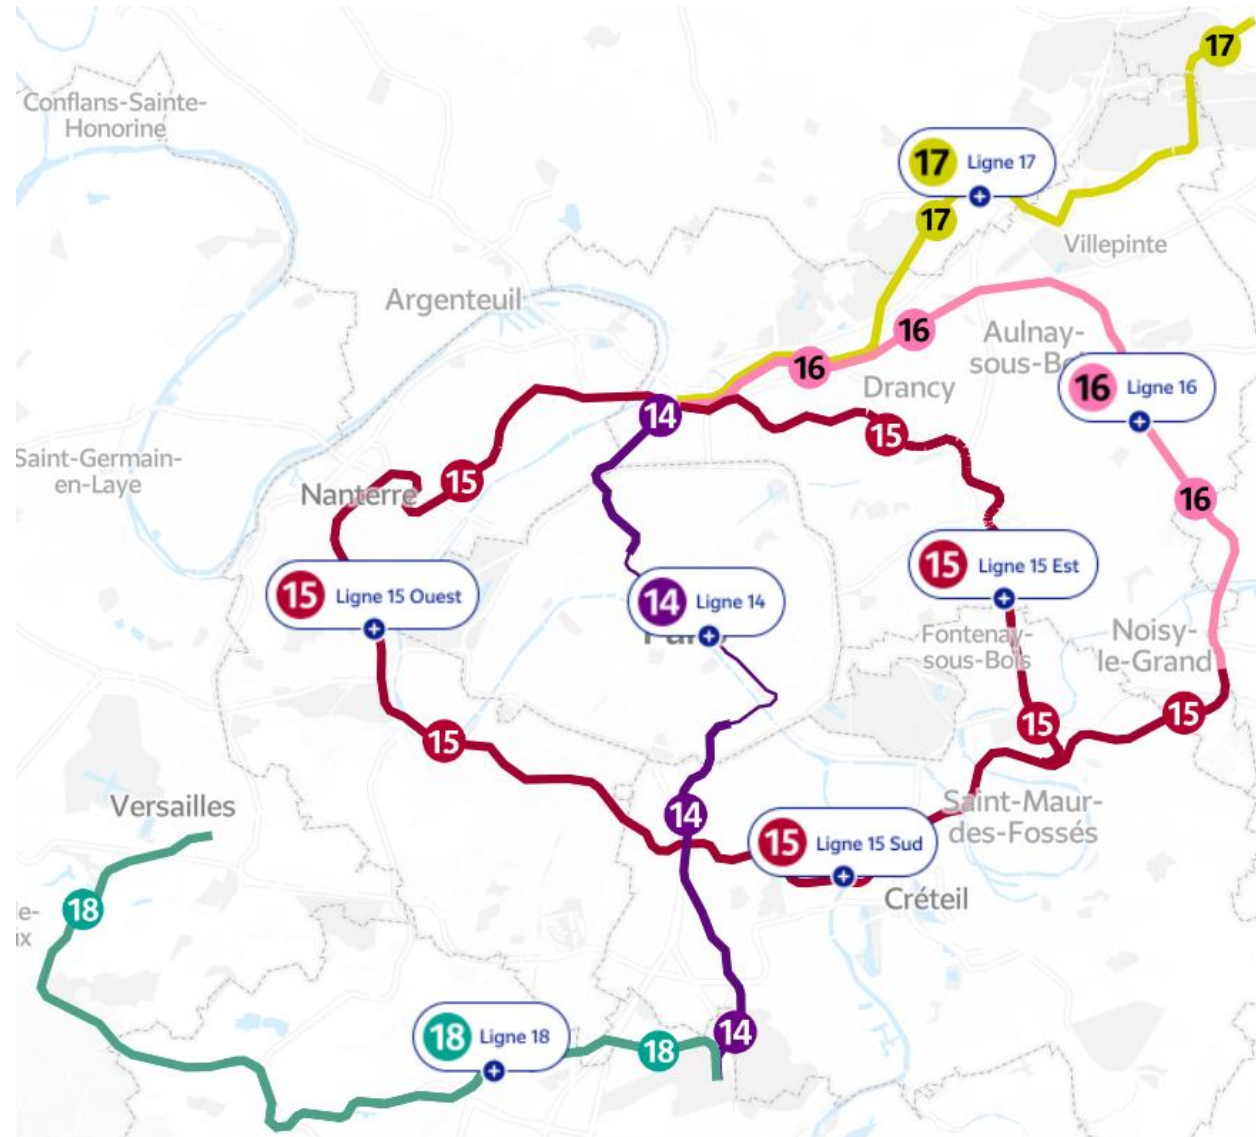 17
Conflans-Sainte-
Honorine
17
Ligne 17
17
Villepinte
Argenteuil
16
Aulnay-
sous-Bo
16
Drancy
16
Ligne 16
14
15
Saint-Germain-
en-Laye
15
Nanterre
16
15
Ligne 15 Est
15
Ligne 15 Ouest
14
Ligne 14
Fontenay-
sous-Bois
Noisy-
le-Grand
15
15
15
Versailles
14
Saint-Maur-
des-Fossés
15
Ligne 15 Sud
Créteil
18
18
Ligne 18
14
18